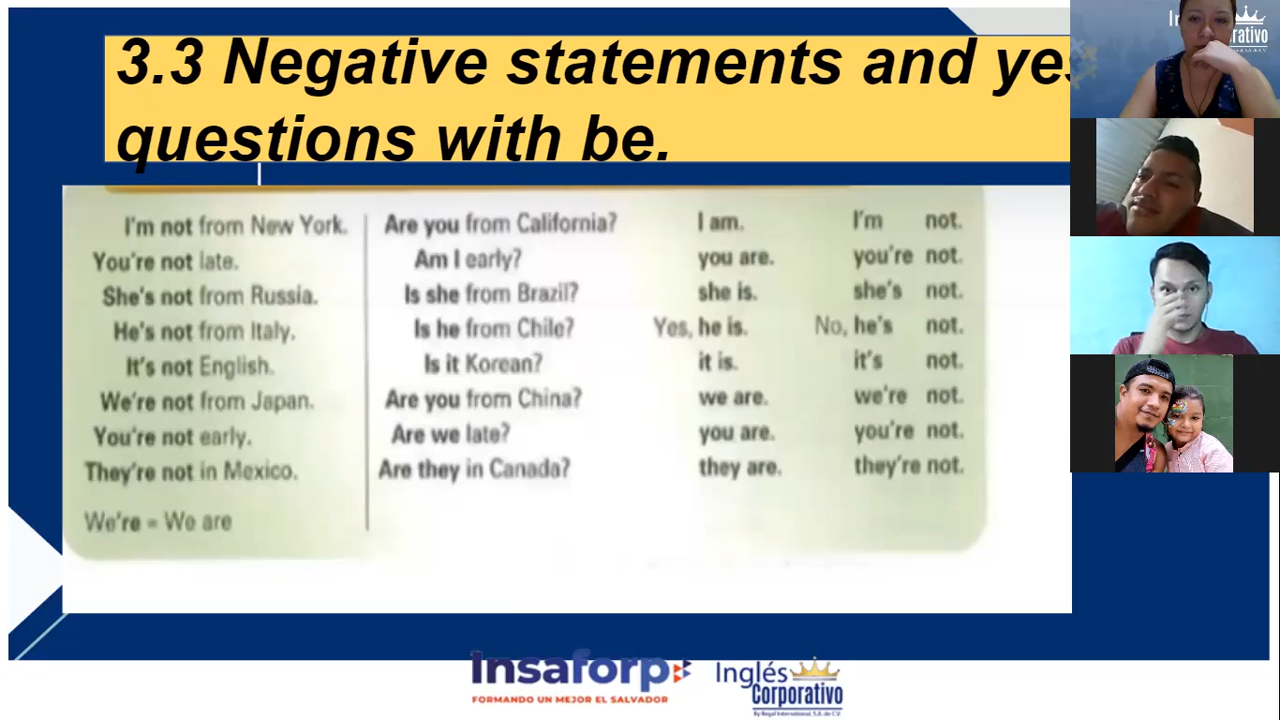 3.3 Negative statements and yes
questions with be.
I'm not from New York. Are you from California? I am. I'm not.
You're not late. Am I early? you are. you're not.
She's not from Russia. Is she from Brazil? she is. she's not.
He's not from Italy. Is he from Chile? Yes, he is. No, he's not.
It's not English. Is it Korean? it is. it's not.
We're not from Japan. Are you from China? we are. we're not.
You're not early. Are we late? you are. you're not.
They're not in Mexico. Are they in Canada? they are. they're not.
We're = We are
Insaforp
FORMANDO UN MEJOR EL SALVADOR
Inglés
Corporativo
By Royal International, S.A. de C.V.